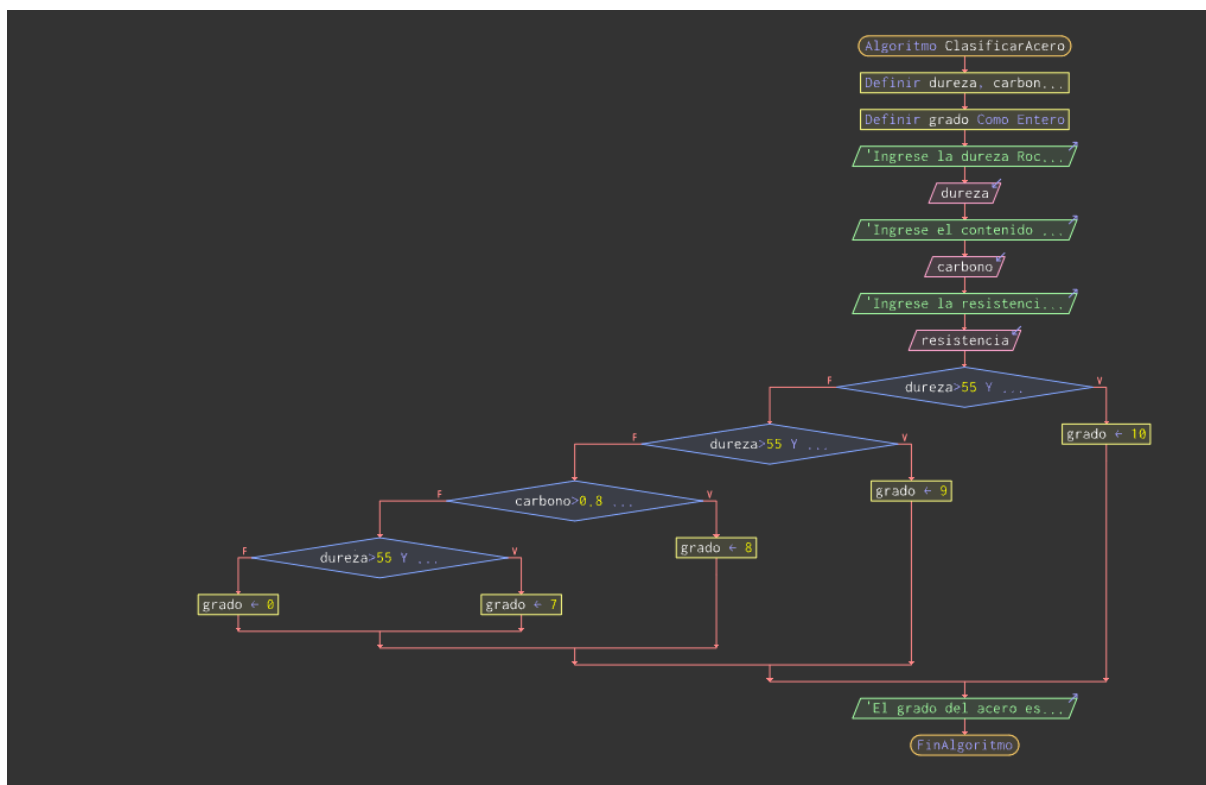 Algoritmo ClasificarAcero
Definir dureza, carbon...
Definir grado Como Entero
'Ingrese la dureza Roc...
dureza
'Ingrese el contenido ...
carbono
'Ingrese la resistenci...
resistencia
F dureza>55 Y ... V
grado ← 10
F dureza>55 Y ... V
grado ← 9
F carbono>0.8 ... V
grado ← 8
F dureza>55 Y ... V
grado ← 0
grado ← 7
'El grado del acero es...
FinAlgoritmo